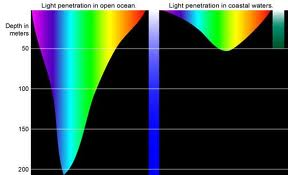 Light penetration in open ocean.
Light penetration in coastal waters.
Depth in
meters
50
100
150
200